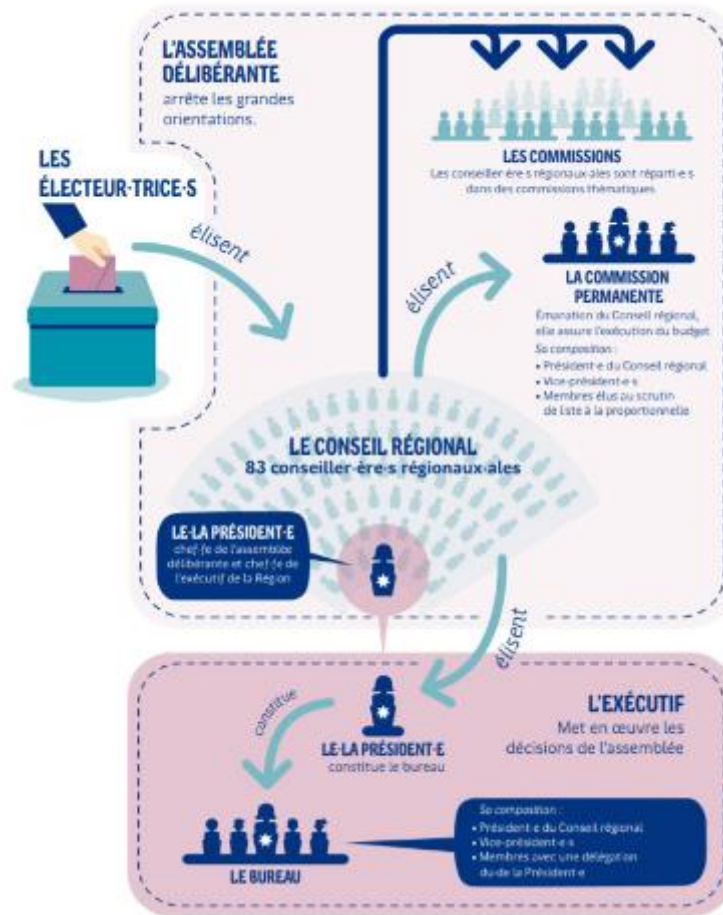 L'ASSEMBLÉE
DÉLIBÉRANTE
arrête les grandes
orientations.
LES
ÉLECTEUR·TRICE·S
élisent
LES COMMISSIONS
Les conseiller·ère·s régionaux·ales sont réparti·e·s
dans des commissions thématiques
élisent
LA COMMISSION
PERMANENTE
Émanation du Conseil régional,
elle assure l'exécution du budget
Sa composition :
• Président·e du Conseil régional
• Vice-président·e·s
• Membres élus au scrutin
de liste à la proportionnelle
LE CONSEIL RÉGIONAL
83 conseiller·ère·s régionaux·ales
LE·LA PRÉSIDENT·E
chef·fe de l'assemblée
délibérante et chef·fe de
l'exécutif de la Région
élisent
L'EXÉCUTIF
Met en œuvre les
décisions de l'assemblée
LE·LA PRÉSIDENT·E
constitue le bureau
constitue
LE BUREAU
Sa composition :
• Président·e du Conseil régional
• Vice-président·e·s
• Membres avec une délégation
du·de la Président·e